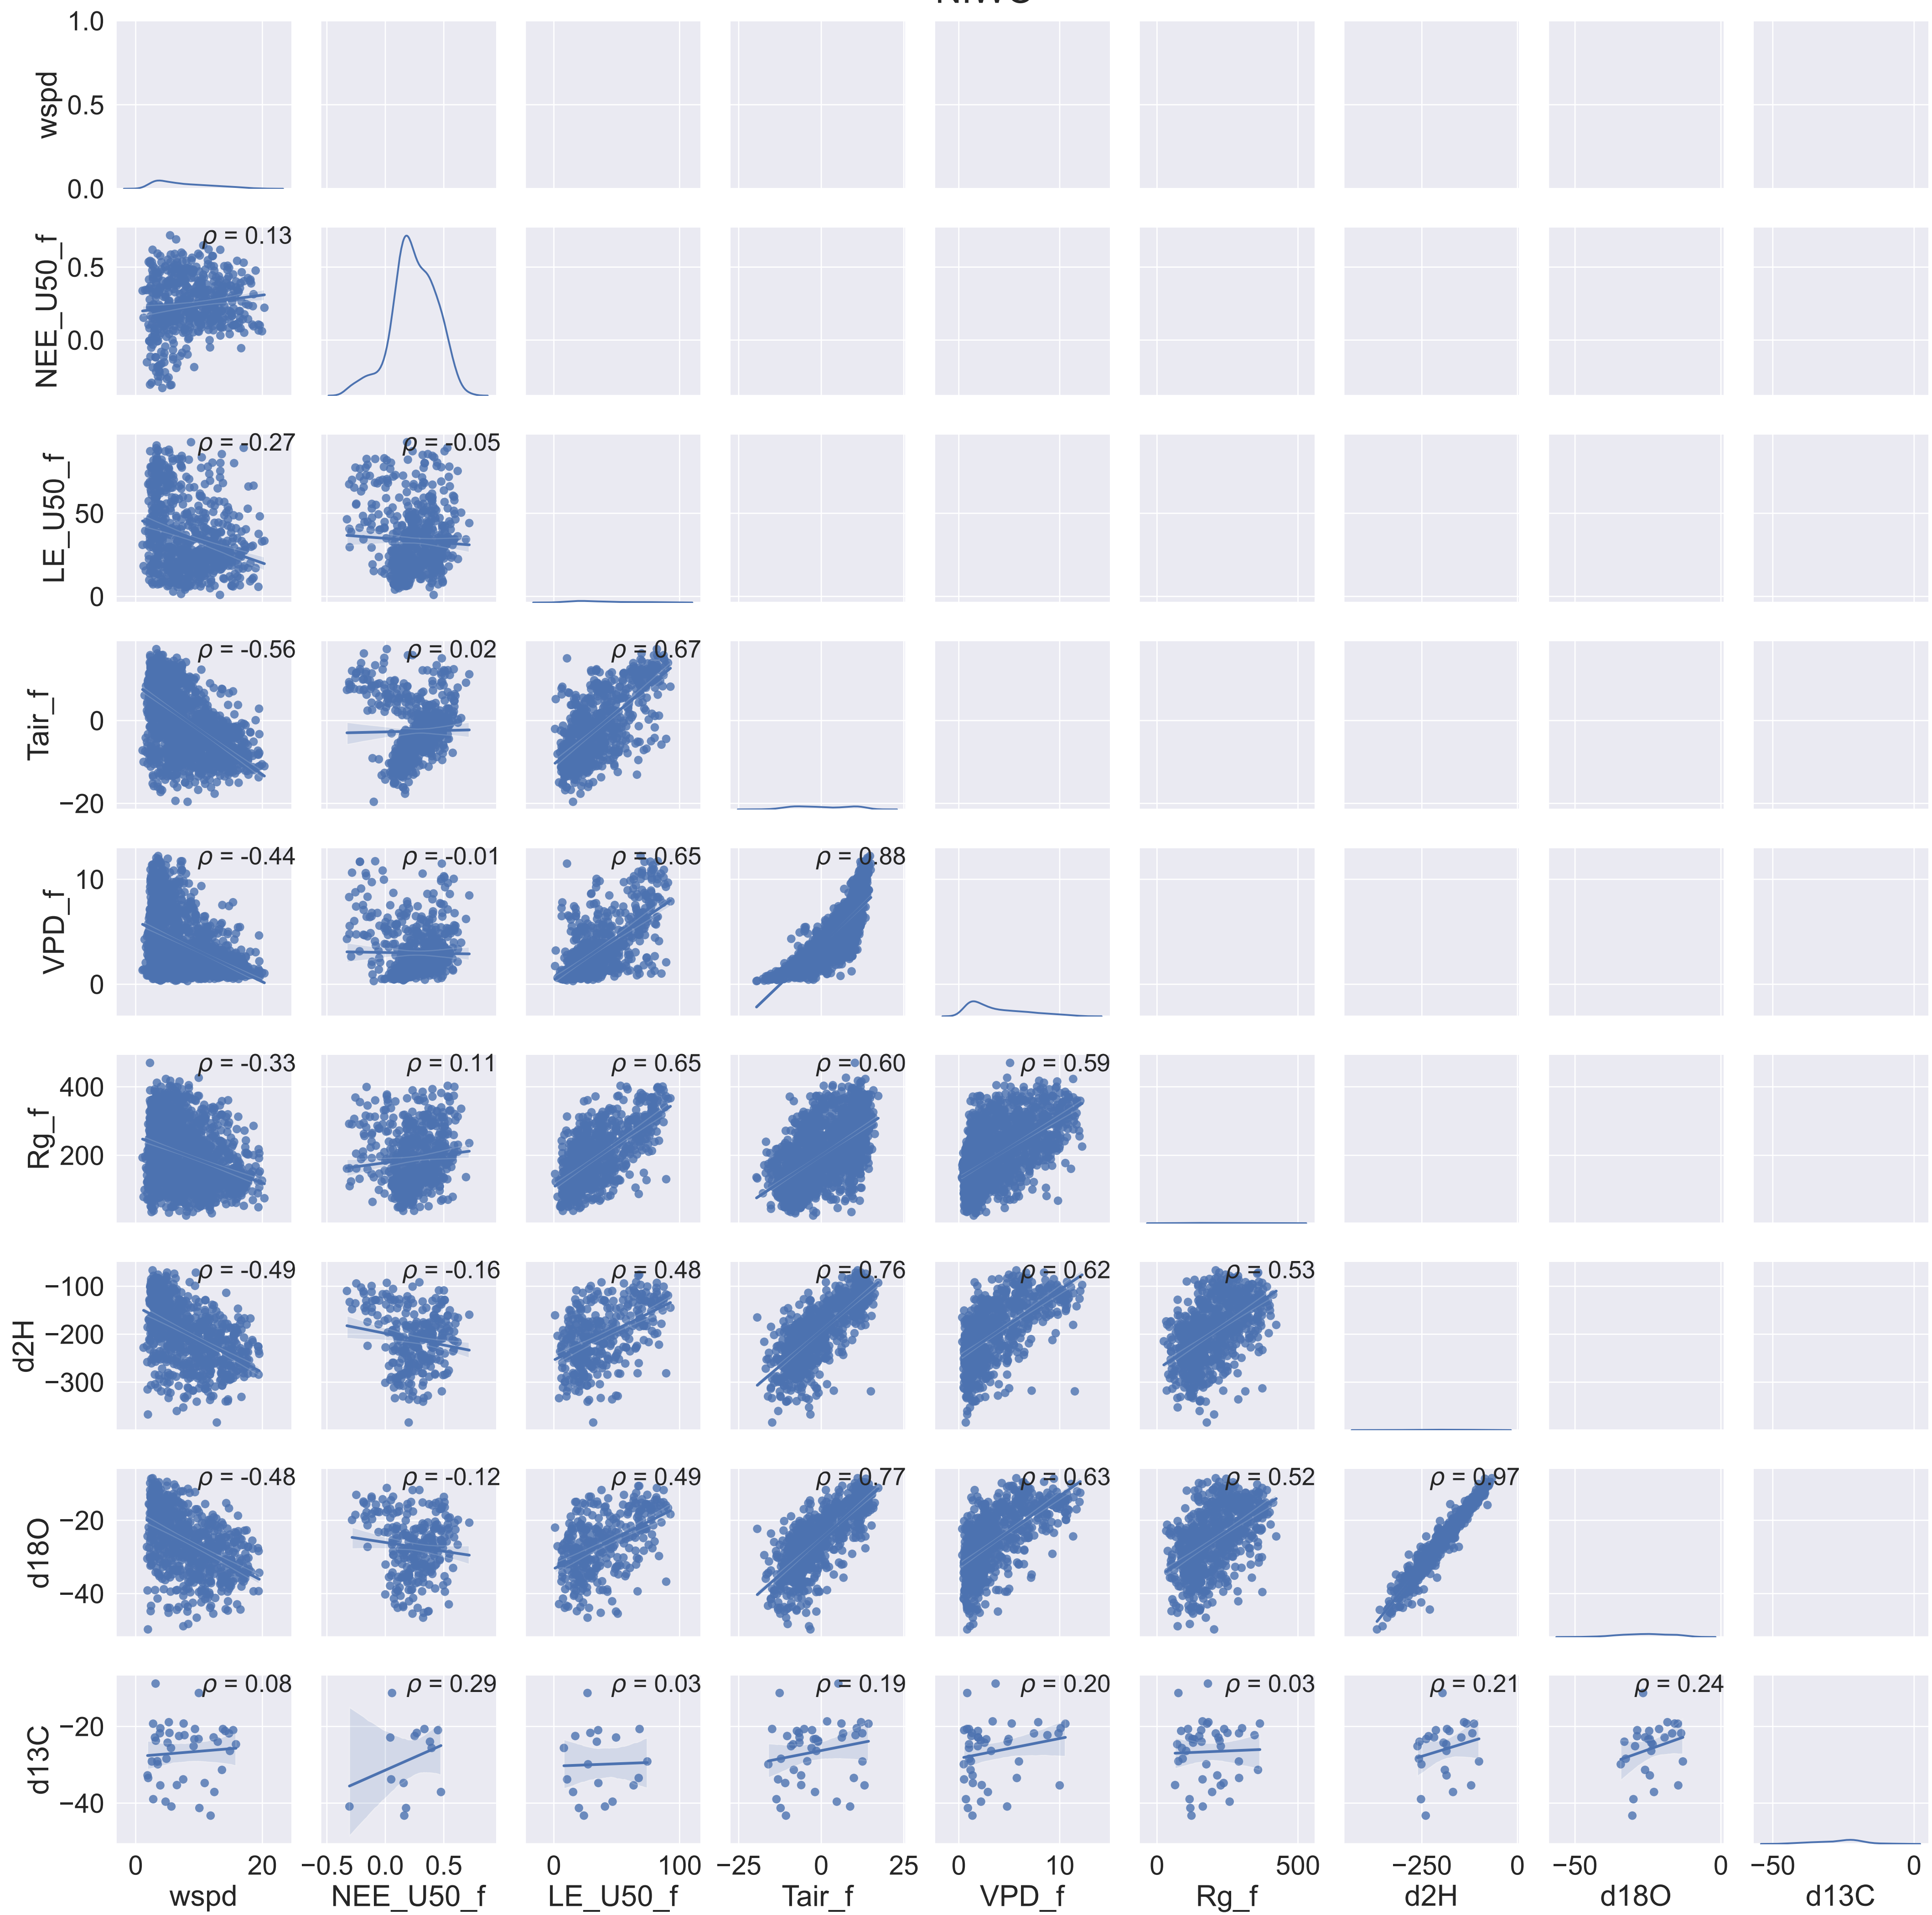 1.0
wspd
0.5
0.0
ρ = 0.13
NEE_U50_f
0.5
0.0
ρ = -0.27 ρ = -0.05
LE_U50_f
50
0
ρ = -0.56 ρ = 0.02 ρ = 0.67
Tair_f
0
−20
ρ = -0.44 ρ = -0.01 ρ = 0.65 ρ = 0.88
VPD_f
10
0
ρ = -0.33 ρ = 0.11 ρ = 0.65 ρ = 0.60 ρ = 0.59
Rg_f
400
200
ρ = -0.49 ρ = -0.16 ρ = 0.48 ρ = 0.76 ρ = 0.62 ρ = 0.53
d2H
−100
−200
−300
ρ = -0.48 ρ = -0.12 ρ = 0.49 ρ = 0.77 ρ = 0.63 ρ = 0.52 ρ = 0.97
d18O
−20
−40
ρ = 0.08 ρ = 0.29 ρ = 0.03 ρ = 0.19 ρ = 0.20 ρ = 0.03 ρ = 0.21 ρ = 0.24
d13C
−20
−40
0 20 −0.5 0.0 0.5 0 100 −25 0 25 0 10 0 500 −250 0 −50 0 −50 0
wspd NEE_U50_f LE_U50_f Tair_f VPD_f Rg_f d2H d18O d13C